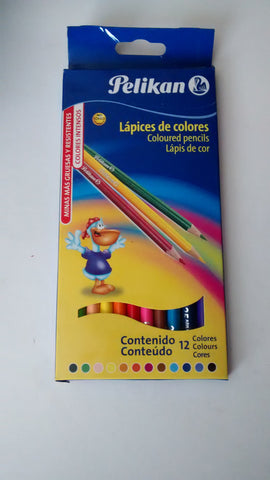 Pelikan
MINAS MÁS GRUESAS Y RESISTENTES
COLORES INTENSOS
Lápices de colores
Coloured pencils
Lápis de cor
Contenido
Conteúdo
12
Colores
Colours
Cores